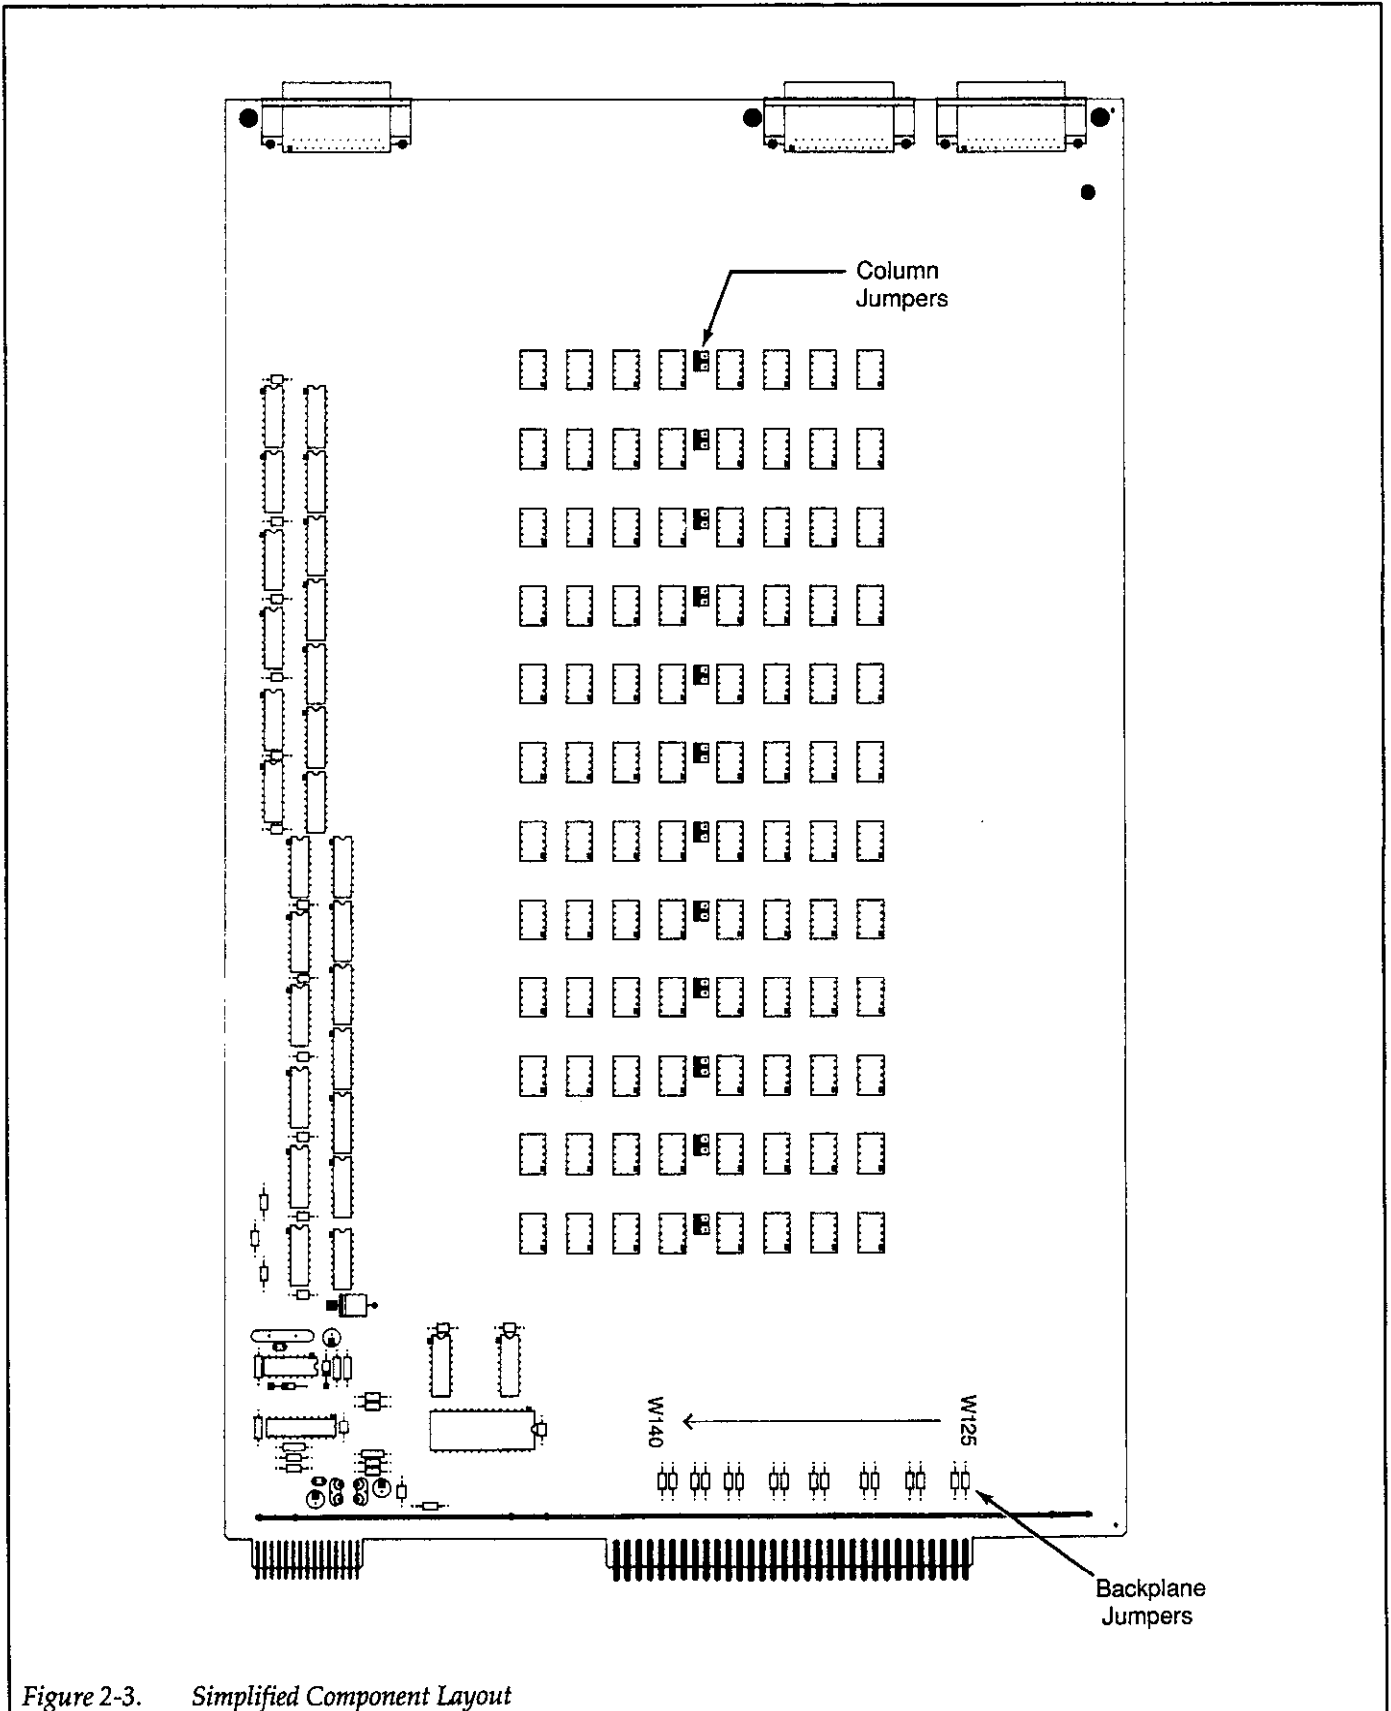 Column
Jumpers
W140
W125
Backplane
Jumpers
Figure 2-3. Simplified Component Layout